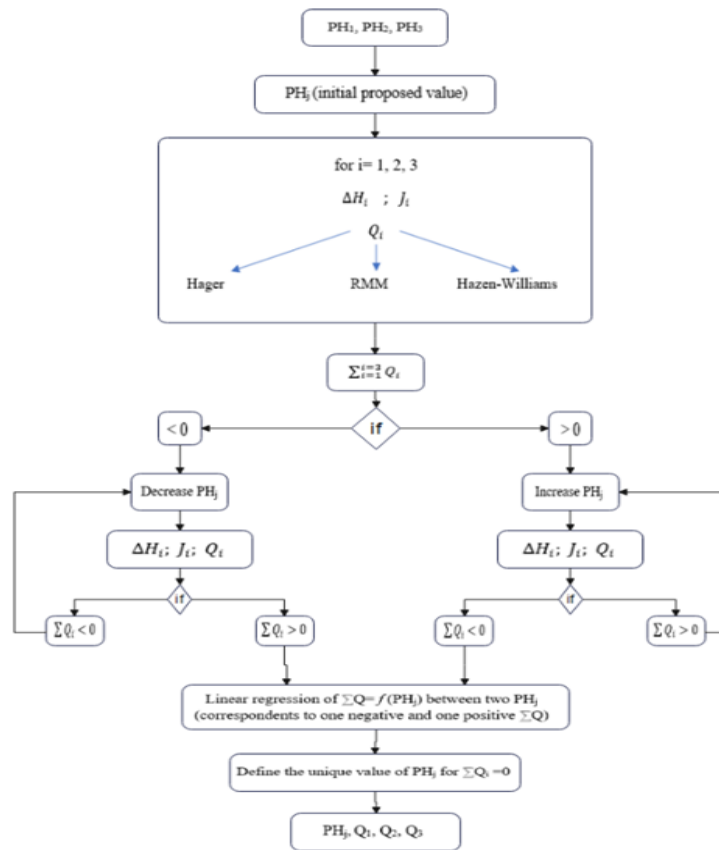 PH₁, PH₂, PH₃
PHⱼ (initial proposed value)
for i= 1, 2, 3
ΔHᵢ ; Jᵢ
Qᵢ
Hager RMM Hazen-Williams
∑ᵢ₌₁ⁱ⁼³ Qᵢ
< 0 if > 0
Decrease PHⱼ Increase PHⱼ
ΔHᵢ; Jᵢ; Qᵢ ΔHᵢ; Jᵢ; Qᵢ
if if
∑Qᵢ < 0 ∑Qᵢ > 0 ∑Qᵢ < 0 ∑Qᵢ > 0
Linear regression of ∑Q=f(PHⱼ) between two PHⱼ
(correspondents to one negative and one positive ∑Q)
Define the unique value of PHⱼ for ∑Qᵢ =0
PHⱼ, Q₁, Q₂, Q₃